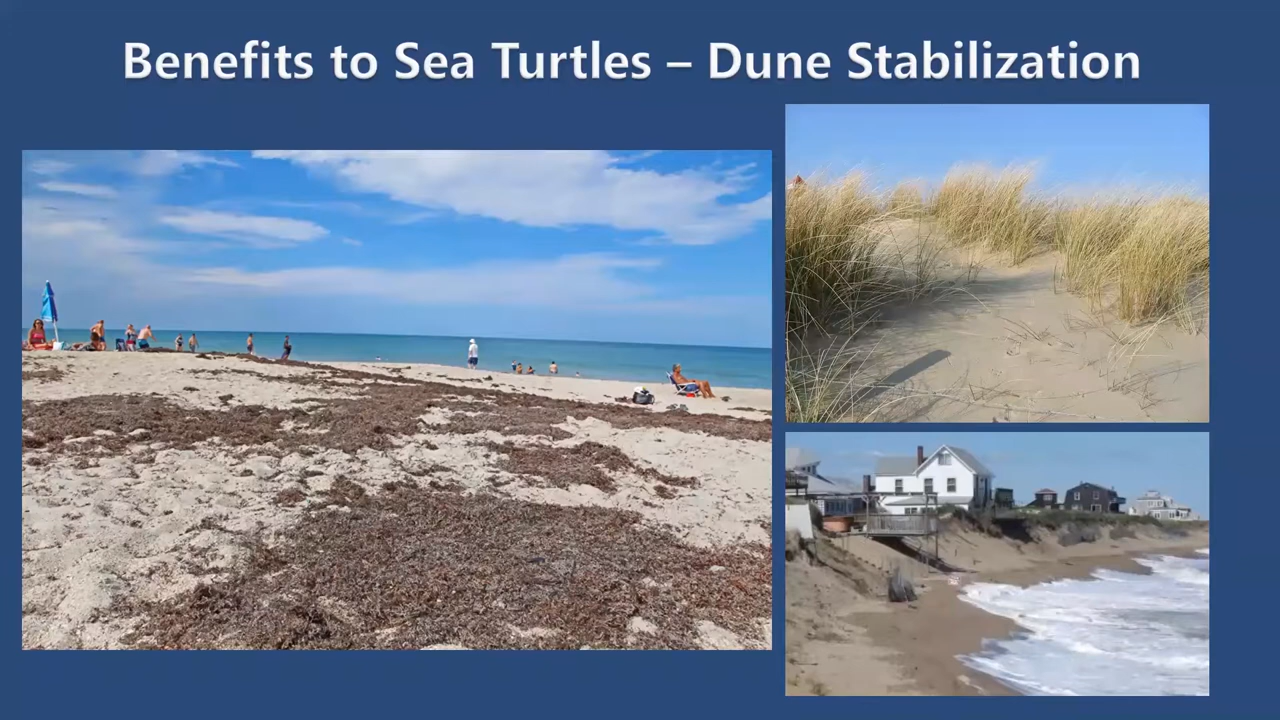 Benefits to Sea Turtles – Dune Stabilization